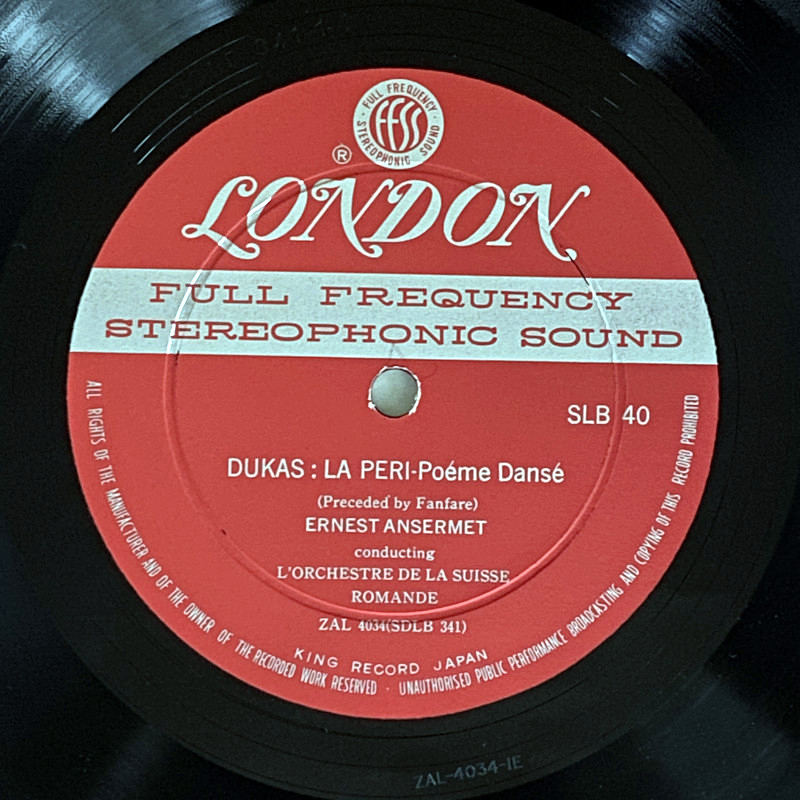 FULL FREQUENCY
FFSS
STEREOPHONIC SOUND
®
LONDON
FULL FREQUENCY
STEREOPHONIC SOUND
SLB 40
DUKAS : LA PERI-Poéme Dansé
(Preceded by Fanfare)
ERNEST ANSERMET
conducting
L'ORCHESTRE DE LA SUISSE
ROMANDE
ZAL 4034(SDLB 341)
KING RECORD JAPAN
ALL RIGHTS OF THE MANUFACTURER AND OF THE OWNER OF THE RECORDED WORK RESERVED · UNAUTHORISED PUBLIC PERFORMANCE BROADCASTING AND COPYING OF THIS RECORD PROHIBITED
ZAL-4034-1E